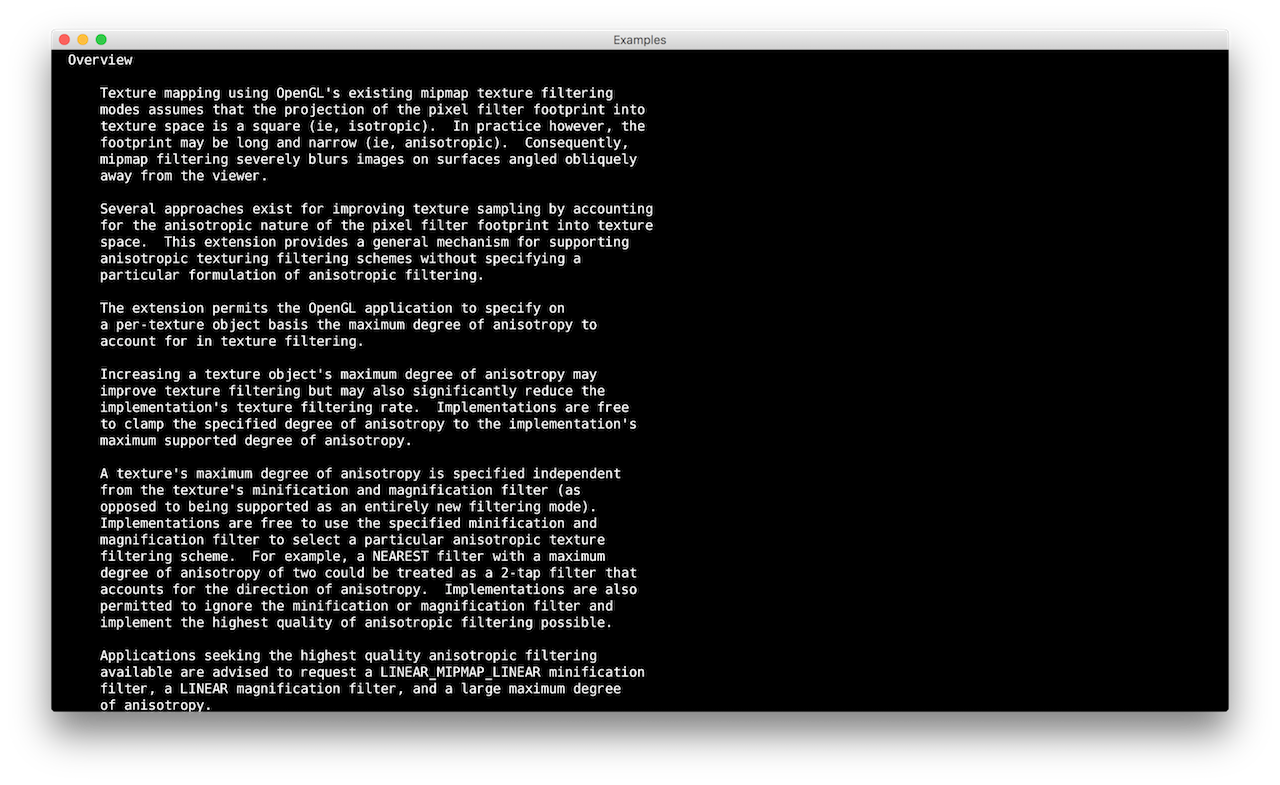 Examples
Overview
Texture mapping using OpenGL's existing mipmap texture filtering
modes assumes that the projection of the pixel filter footprint into
texture space is a square (ie, isotropic).  In practice however, the
footprint may be long and narrow (ie, anisotropic).  Consequently,
mipmap filtering severely blurs images on surfaces angled obliquely
away from the viewer.
Several approaches exist for improving texture sampling by accounting
for the anisotropic nature of the pixel filter footprint into texture
space.  This extension provides a general mechanism for supporting
anisotropic texturing filtering schemes without specifying a
particular formulation of anisotropic filtering.
The extension permits the OpenGL application to specify on
a per-texture object basis the maximum degree of anisotropy to
account for in texture filtering.
Increasing a texture object's maximum degree of anisotropy may
improve texture filtering but may also significantly reduce the
implementation's texture filtering rate.  Implementations are free
to clamp the specified degree of anisotropy to the implementation's
maximum supported degree of anisotropy.
A texture's maximum degree of anisotropy is specified independent
from the texture's minification and magnification filter (as
opposed to being supported as an entirely new filtering mode).
Implementations are free to use the specified minification and
magnification filter to select a particular anisotropic texture
filtering scheme.  For example, a NEAREST filter with a maximum
degree of anisotropy of two could be treated as a 2-tap filter that
accounts for the direction of anisotropy.  Implementations are also
permitted to ignore the minification or magnification filter and
implement the highest quality of anisotropic filtering possible.
Applications seeking the highest quality anisotropic filtering
available are advised to request a LINEAR_MIPMAP_LINEAR minification
filter, a LINEAR magnification filter, and a large maximum degree
of anisotropy.